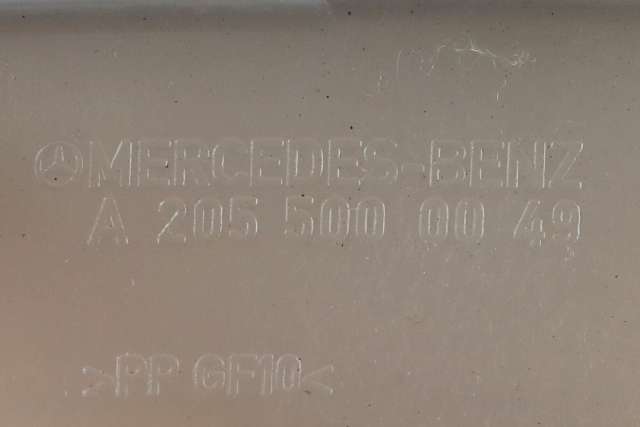 MERCEDES-BENZ
A 205 500 00 49
>PP GF10<